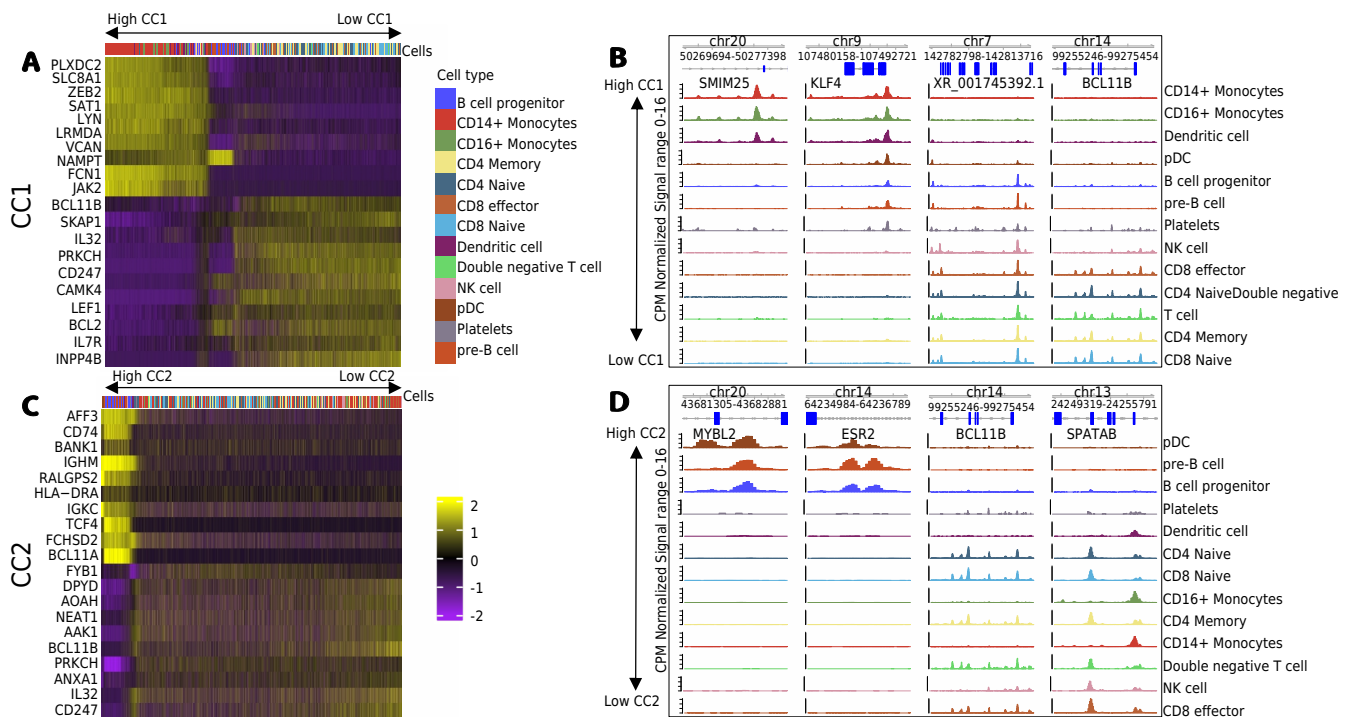 High CC1
Low CC1
A
Cells
PLXDC2
SLC8A1
ZEB2
SAT1
LYN
LRMDA
VCAN
NAMPT
FCN1
JAK2
BCL11B
SKAP1
IL32
PRKCH
CD247
CAMK4
LEF1
BCL2
IL7R
INPP4B
CC1
Cell type
B cell progenitor
CD14+ Monocytes
CD16+ Monocytes
CD4 Memory
CD4 Naive
CD8 effector
CD8 Naive
Dendritic cell
Double negative T cell
NK cell
pDC
Platelets
pre-B cell
B
chr20
chr9
chr7
chr14
50269694-50277398
107480158-107492721
142782798-142813716
99255246-99275454
SMIM25
KLF4
XR_001745392.1
BCL11B
High CC1
Low CC1
CPM Normalized Signal range 0-16
CD14+ Monocytes
CD16+ Monocytes
Dendritic cell
pDC
B cell progenitor
pre-B cell
Platelets
NK cell
CD8 effector
CD4 NaiveDouble negative
T cell
CD4 Memory
CD8 Naive
High CC2
Low CC2
C
Cells
AFF3
CD74
BANK1
IGHM
RALGPS2
HLA−DRA
IGKC
TCF4
FCHSD2
BCL11A
FYB1
DPYD
AOAH
NEAT1
AAK1
BCL11B
PRKCH
ANXA1
IL32
CD247
CC2
2
1
0
-1
-2
D
chr20
chr14
chr14
chr13
43681305-43682881
64234984-64236789
99255246-99275454
24249319-24255791
MYBL2
ESR2
BCL11B
SPATAB
High CC2
Low CC2
CPM Normalized Signal range 0-16
pDC
pre-B cell
B cell progenitor
Platelets
Dendritic cell
CD4 Naive
CD8 Naive
CD16+ Monocytes
CD4 Memory
CD14+ Monocytes
Double negative T cell
NK cell
CD8 effector